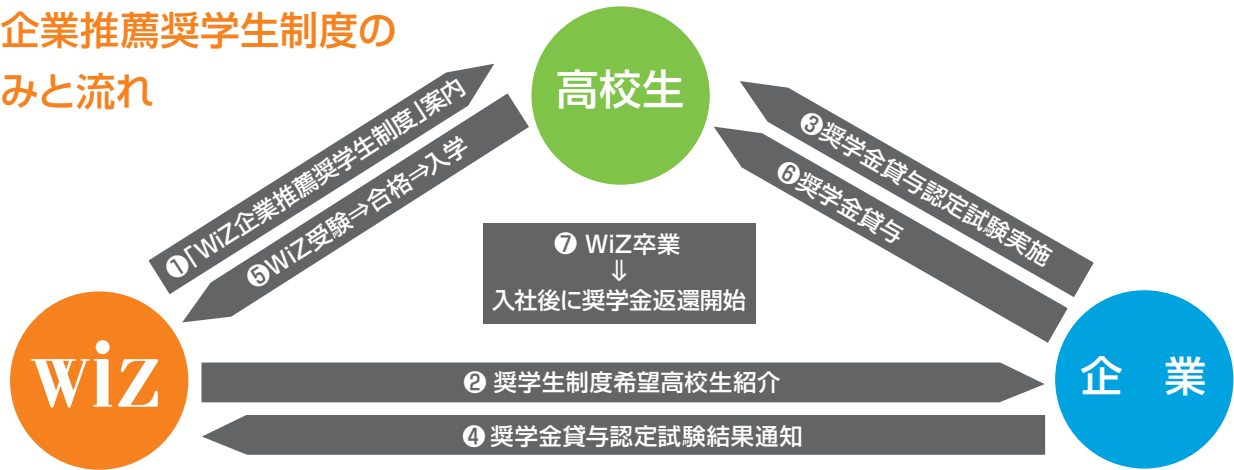 企業推薦奨学生制度の
みと流れ
高校生
❶「WiZ企業推薦奨学生制度」案内
❺WiZ受験⇒合格⇒入学
❸奨学金貸与認定試験実施
❻奨学金貸与
❼ WiZ卒業
⇓
入社後に奨学金返還開始
wiz
❷ 奨学生制度希望高校生紹介
企 業
❹ 奨学金貸与認定試験結果通知